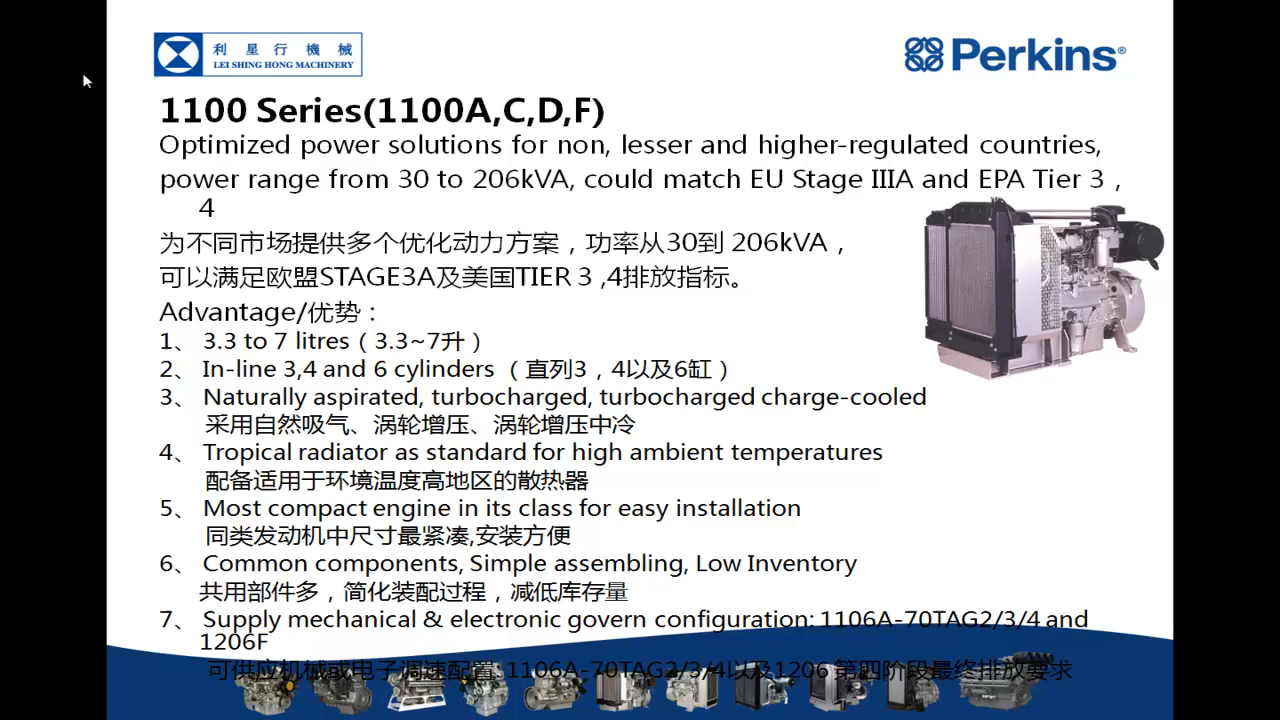 利星行機械
LEI SHING HONG MACHINERY
Perkins®
1100 Series(1100A,C,D,F)
Optimized power solutions for non, lesser and higher-regulated countries,
power range from 30 to 206kVA, could match EU Stage IIIA and EPA Tier 3，
4
为不同市场提供多个优化动力方案，功率从30到 206kVA，
可以满足欧盟STAGE3A及美国TIER 3 ,4排放指标。
Advantage/优势：
1、 3.3 to 7 litres（3.3~7升）
2、 In-line 3,4 and 6 cylinders （直列3，4以及6缸）
3、 Naturally aspirated, turbocharged, turbocharged charge-cooled
采用自然吸气、涡轮增压、涡轮增压中冷
4、 Tropical radiator as standard for high ambient temperatures
配备适用于环境温度高地区的散热器
5、 Most compact engine in its class for easy installation
同类发动机中尺寸最紧凑,安装方便
6、 Common components, Simple assembling, Low Inventory
共用部件多，简化装配过程，减低库存量
7、 Supply mechanical & electronic govern configuration: 1106A-70TAG2/3/4 and
1206F
可供应机械或电子调速配置: 1106A-70TAG2/3/4以及1206 第四阶段最终排放要求